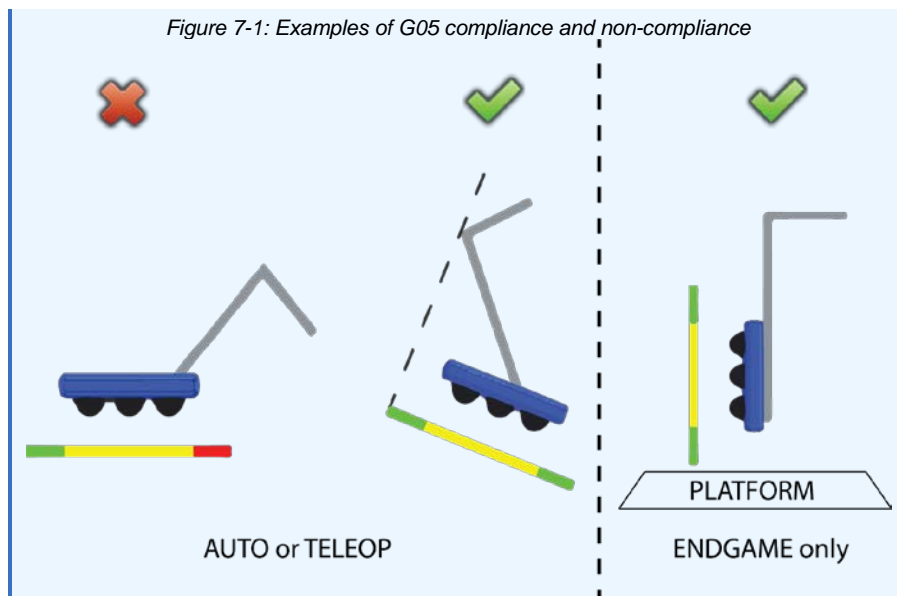 Figure 7-1: Examples of G05 compliance and non-compliance
PLATFORM
AUTO or TELEOP
ENDGAME only